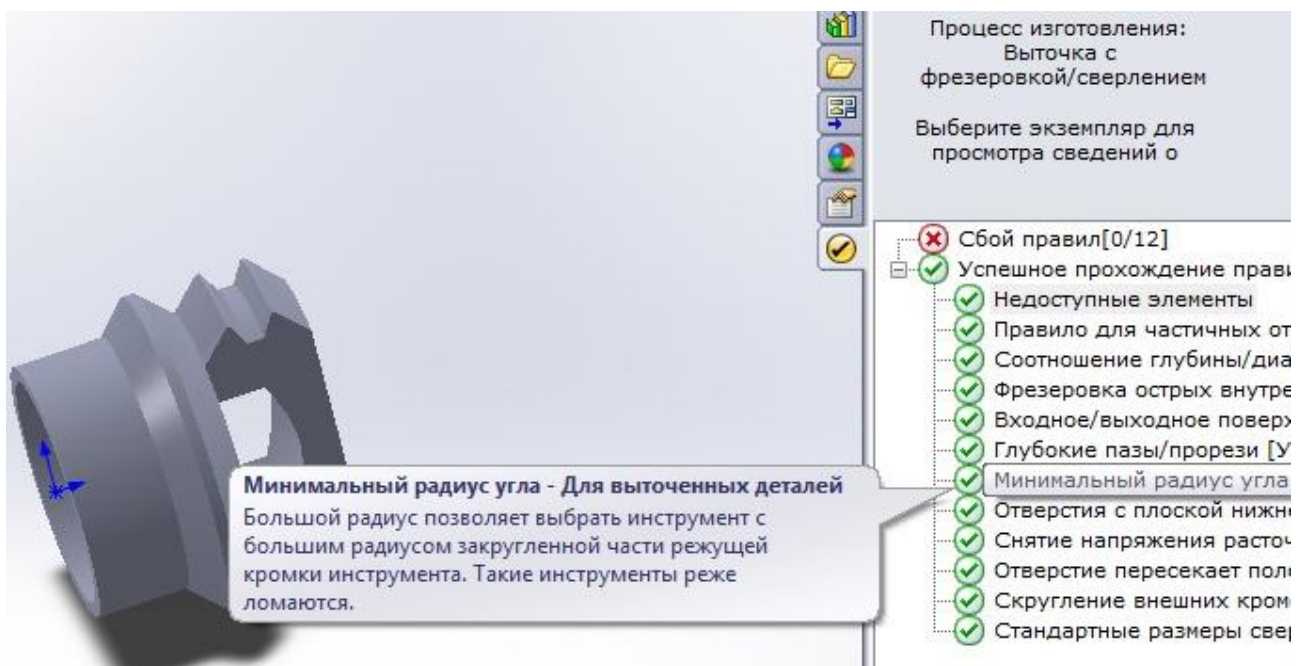 Процесс изготовления:
Выточка с
фрезеровкой/сверлением
Выберите экземпляр для
просмотра сведений о
Сбой правил[0/12]
Успешное прохождение прави
Недоступные элементы
Правило для частичных от
Соотношение глубины/диа
Фрезеровка острых внутре
Входное/выходное поверх
Глубокие пазы/прорези [У
Минимальный радиус угла
Отверстия с плоской нижне
Снятие напряжения расточ
Отверстие пересекает поло
Скругление внешних кром
Стандартные размеры свер
Минимальный радиус угла - Для выточенных деталей
Большой радиус позволяет выбрать инструмент с
большим радиусом закругленной части режущей
кромки инструмента. Такие инструменты реже
ломаются.